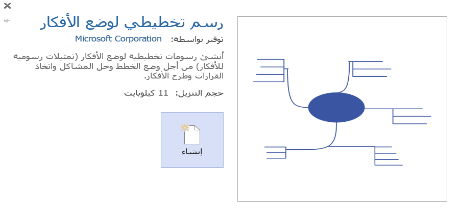 رسم تخطيطي لوضع الأفكار
توفير بواسطة: Microsoft Corporation
أنشئ رسومات تخطيطية لوضع الأفكار (تمثيلات رسومية
للأفكار) من أجل وضع الخطط وحل المشاكل واتخاذ
القرارات وطرح الأفكار.
حجم التنزيل: 11 كيلوبايت
إنشاء